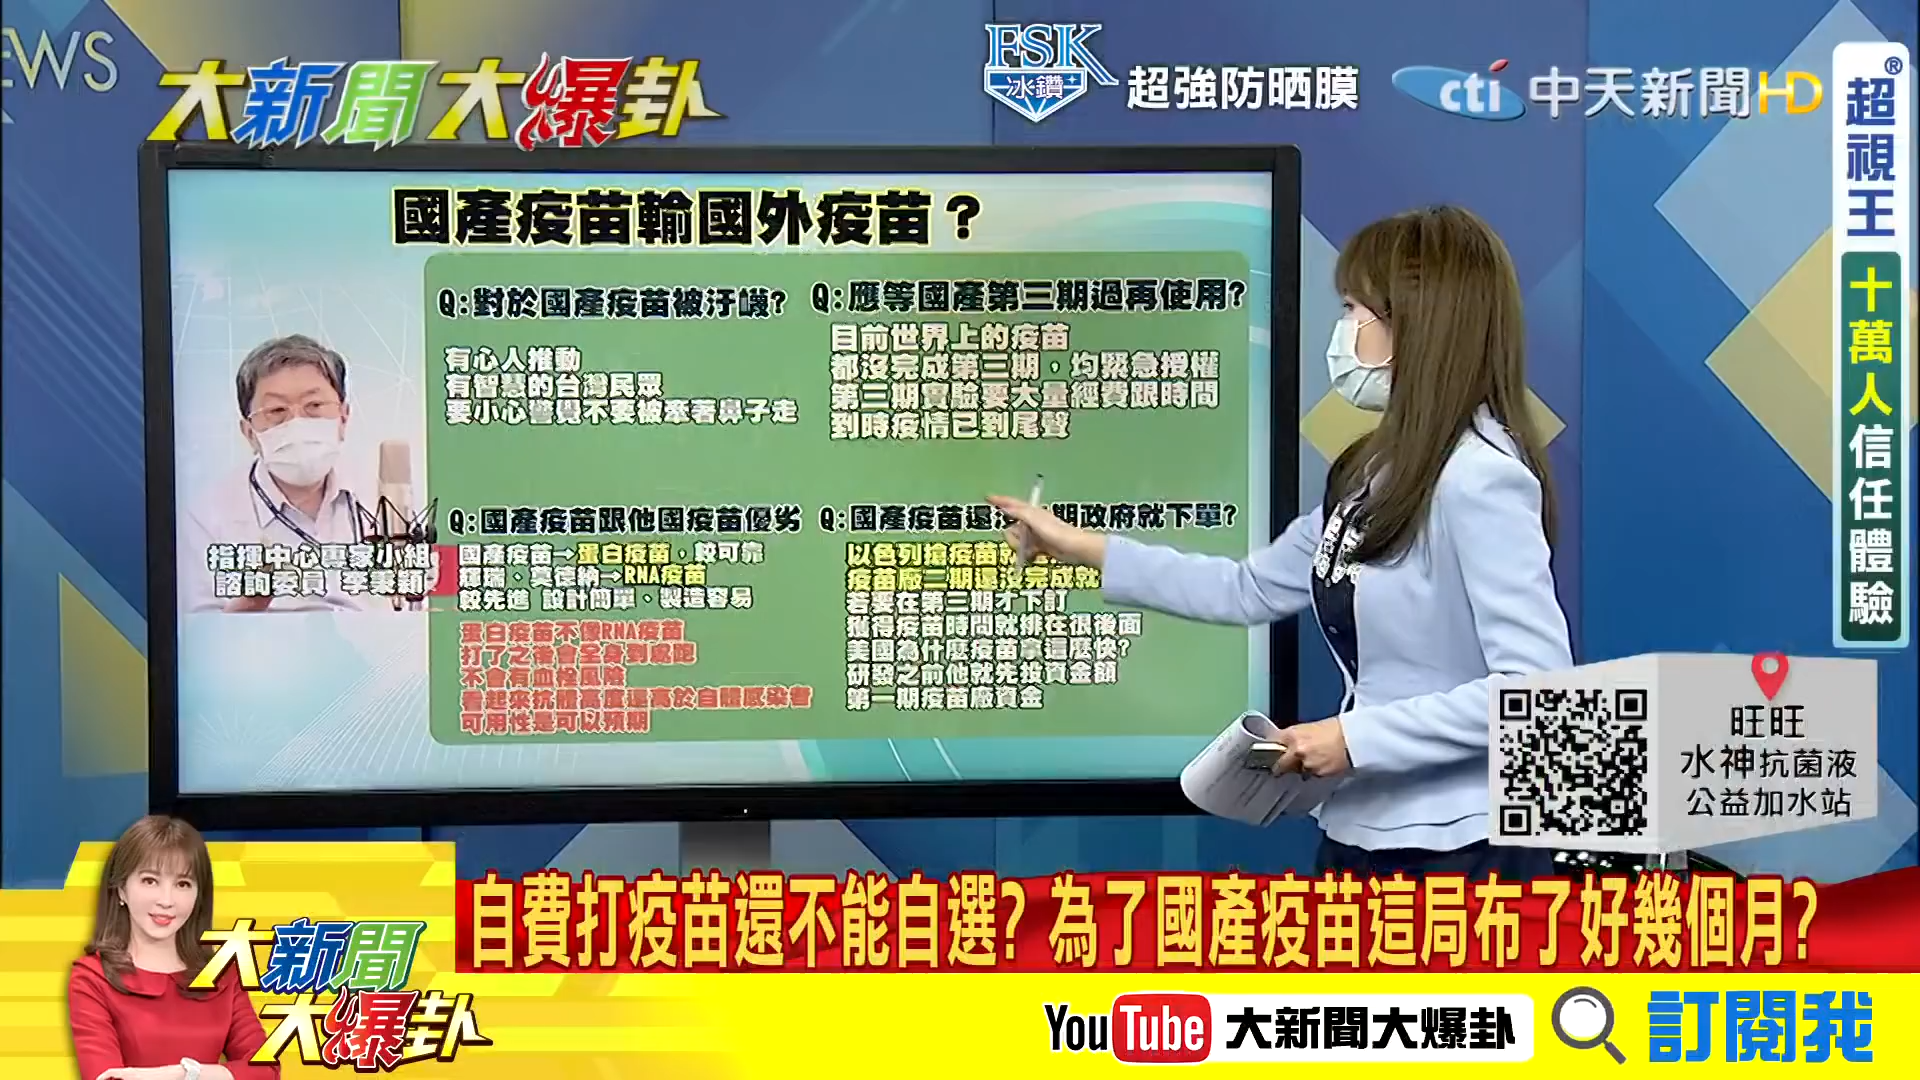 EWS
大新聞大爆卦
FSK
冰鑽
超強防晒膜
cti 中天新聞HD
超視王®
十萬人信任體驗
國產疫苗輸國外疫苗？
Q:對於國產疫苗被汙衊?
有心人推動
有智慧的台灣民眾
要小心警覺不要被牽著鼻子走
Q:應等國產第三期過再使用?
目前世界上的疫苗
都沒完成第三期，均緊急授權
第三期實驗要大量經費跟時間
到時疫情已到尾聲
指揮中心專家小組
諮詢委員 李秉穎
Q:國產疫苗跟他國疫苗優劣
國產疫苗→蛋白疫苗，較可靠
輝瑞、莫德納→RNA疫苗
較先進 設計簡單、製造容易
蛋白疫苗不像RNA疫苗
打了之後會全身到處跑
不會有血栓風險
看起來抗體高度還高於自體感染者
可用性是可以預期
Q:國產疫苗還沒 期政府就下單?
以色列搶疫苗就
疫苗廠二期還沒完成就
若要在第三期才下訂
獲得疫苗時間就排在很後面
美國為什麼疫苗拿這麼快?
研發之前他就先投資金額
第一期疫苗廠資金
旺旺
水神抗菌液
公益加水站
自費打疫苗還不能自選? 為了國產疫苗這局布了好幾個月?
大新聞
大爆卦
YouTube 大新聞大爆卦
訂閱我